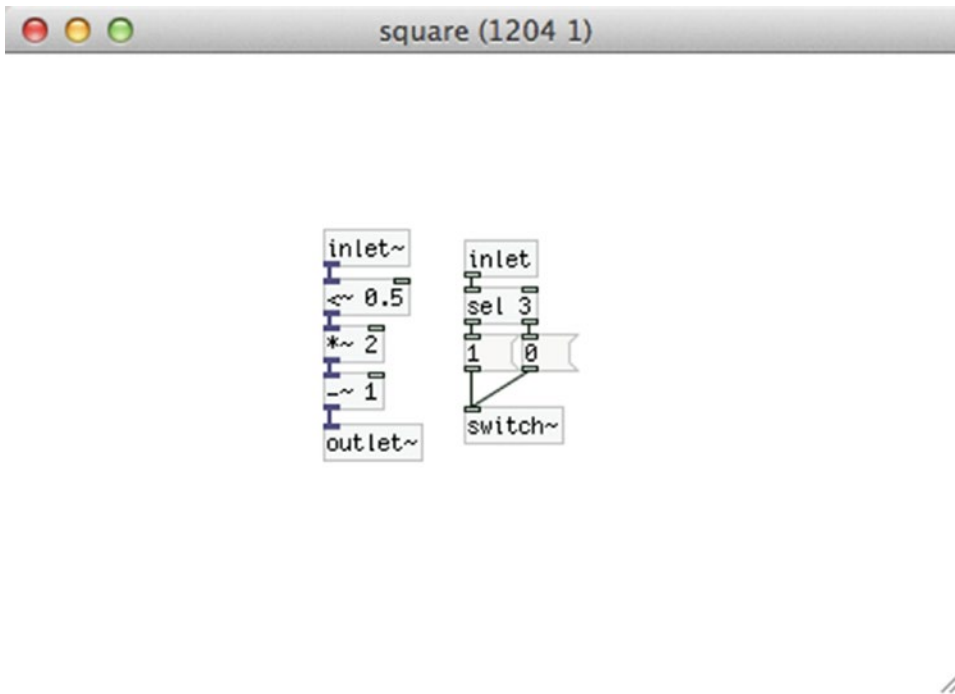 square (1204 1)
inlet~
<~ 0.5
*~ 2
-~ 1
outlet~
inlet
sel 3
1
0
switch~